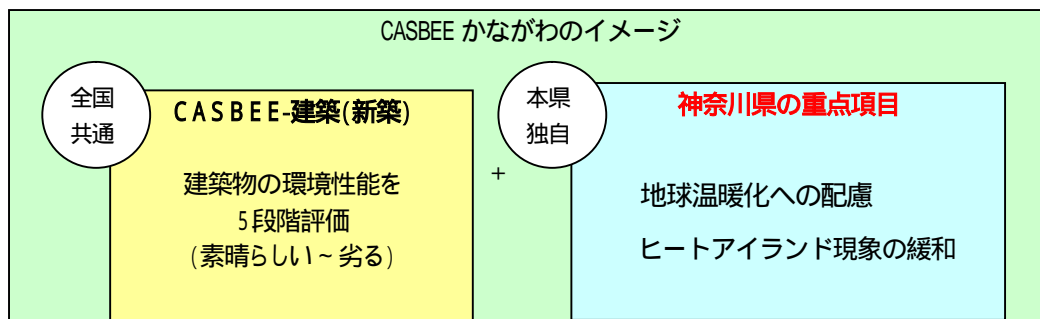 CASBEE かながわのイメージ
全国
共通
CASBEE-建築(新築)
建築物の環境性能を
5段階評価
(素晴らしい~劣る)
+
本県
独自
神奈川県の重点項目
地球温暖化への配慮
ヒートアイランド現象の緩和